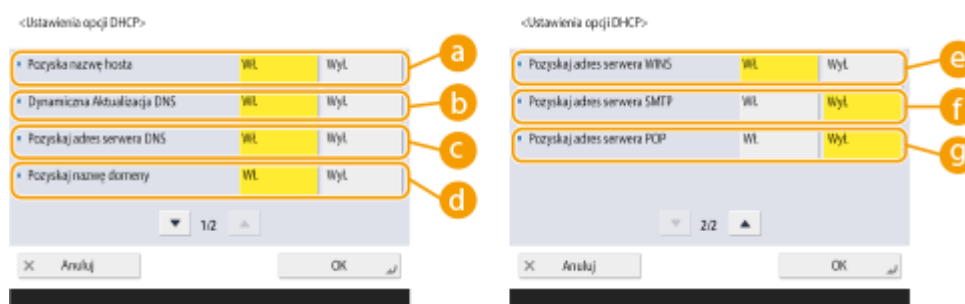 <Ustawienia opcji DHCP>
Pozyska nazwę hosta Wł. Wył. a
Dynamiczna Aktualizacja DNS Wł. Wył. b
Pozyskaj adres serwera DNS Wł. Wył. c
Pozyskaj nazwę domeny Wł. Wył. d
1/2
Anuluj OK
<Ustawienia opcji DHCP>
Pozyskaj adres serwera WINS Wł. Wył. e
Pozyskaj adres serwera SMTP Wł. Wył. f
Pozyskaj adres serwera POP Wł. Wył. g
2/2
Anuluj OK